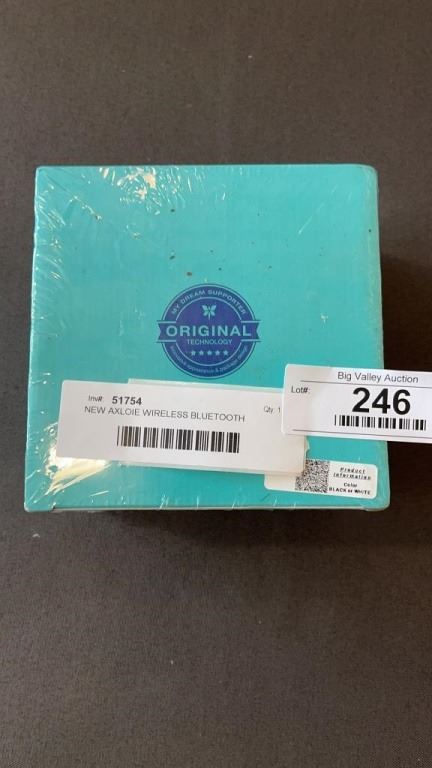 MY DREAM SUPPORTER
ORIGINAL
TECHNOLOGY
Big Valley Auction
Lot#:
246
Inv#: 51754
Qty: 1
NEW AXLOIE WIRELESS BLUETOOTH
Product
Information
Color
BLACK or WHITE